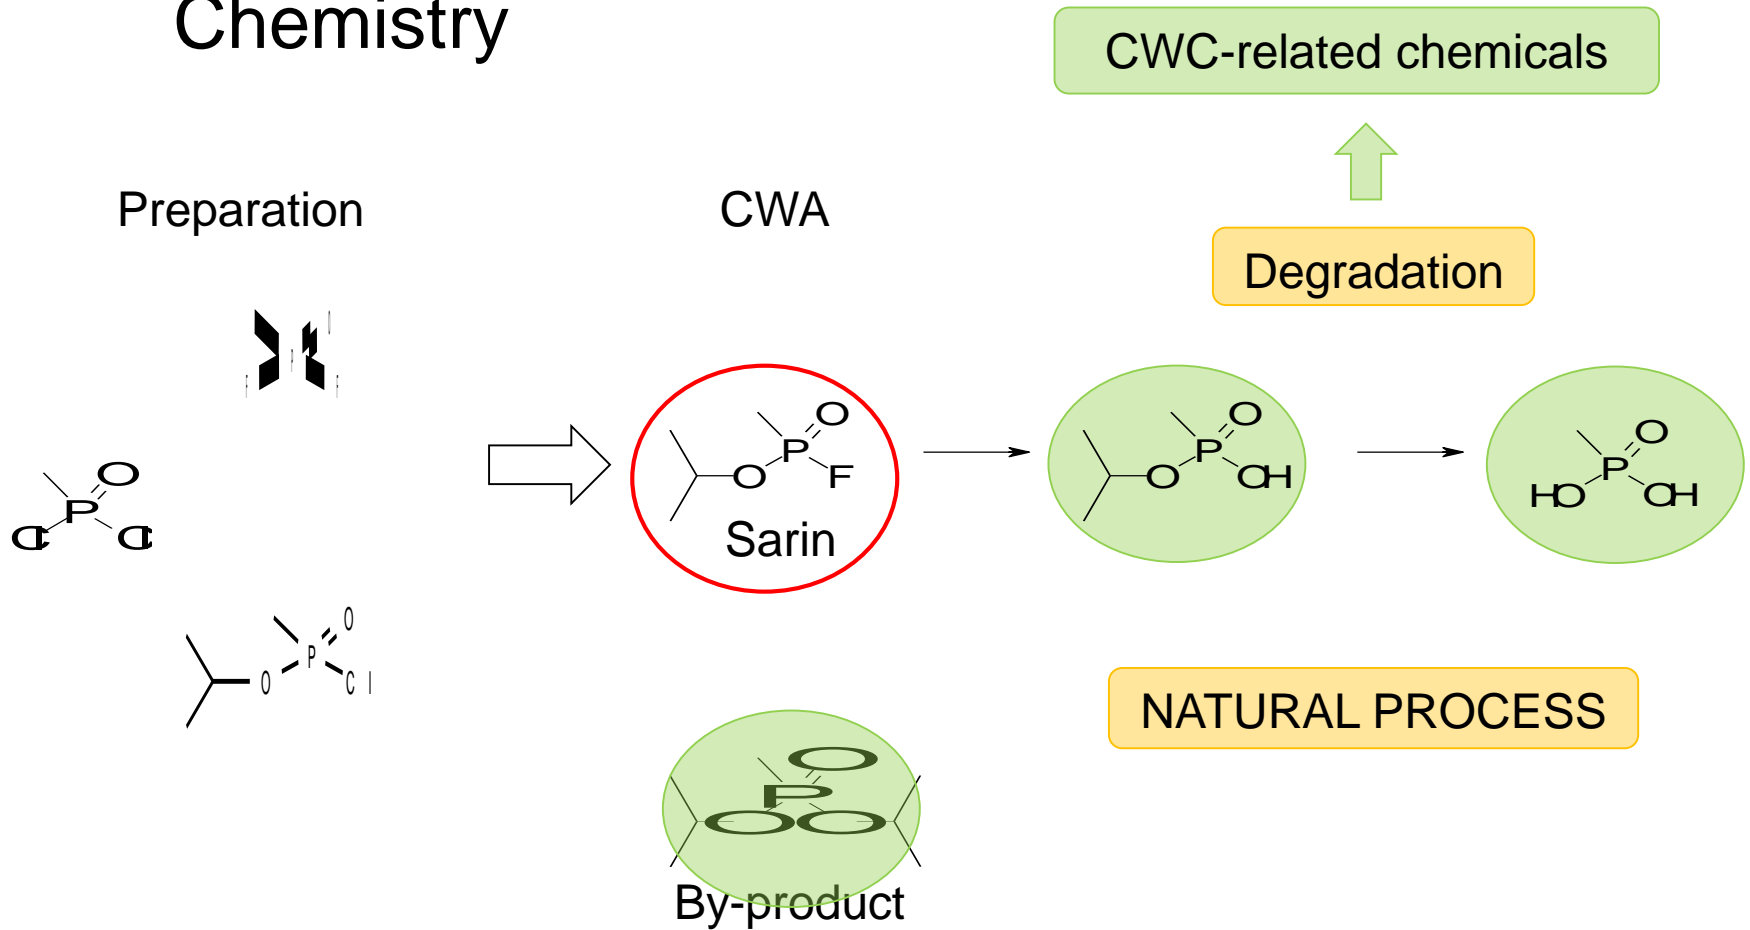 Chemistry
CWC-related chemicals
Preparation
CWA
Degradation
F
P
O
F
O
P
Cl
Cl
O
P
O
F
Sarin
O
P
O
OH
O
P
HO
OH
O
P
O
Cl
NATURAL PROCESS
O
P
O
O
By-product